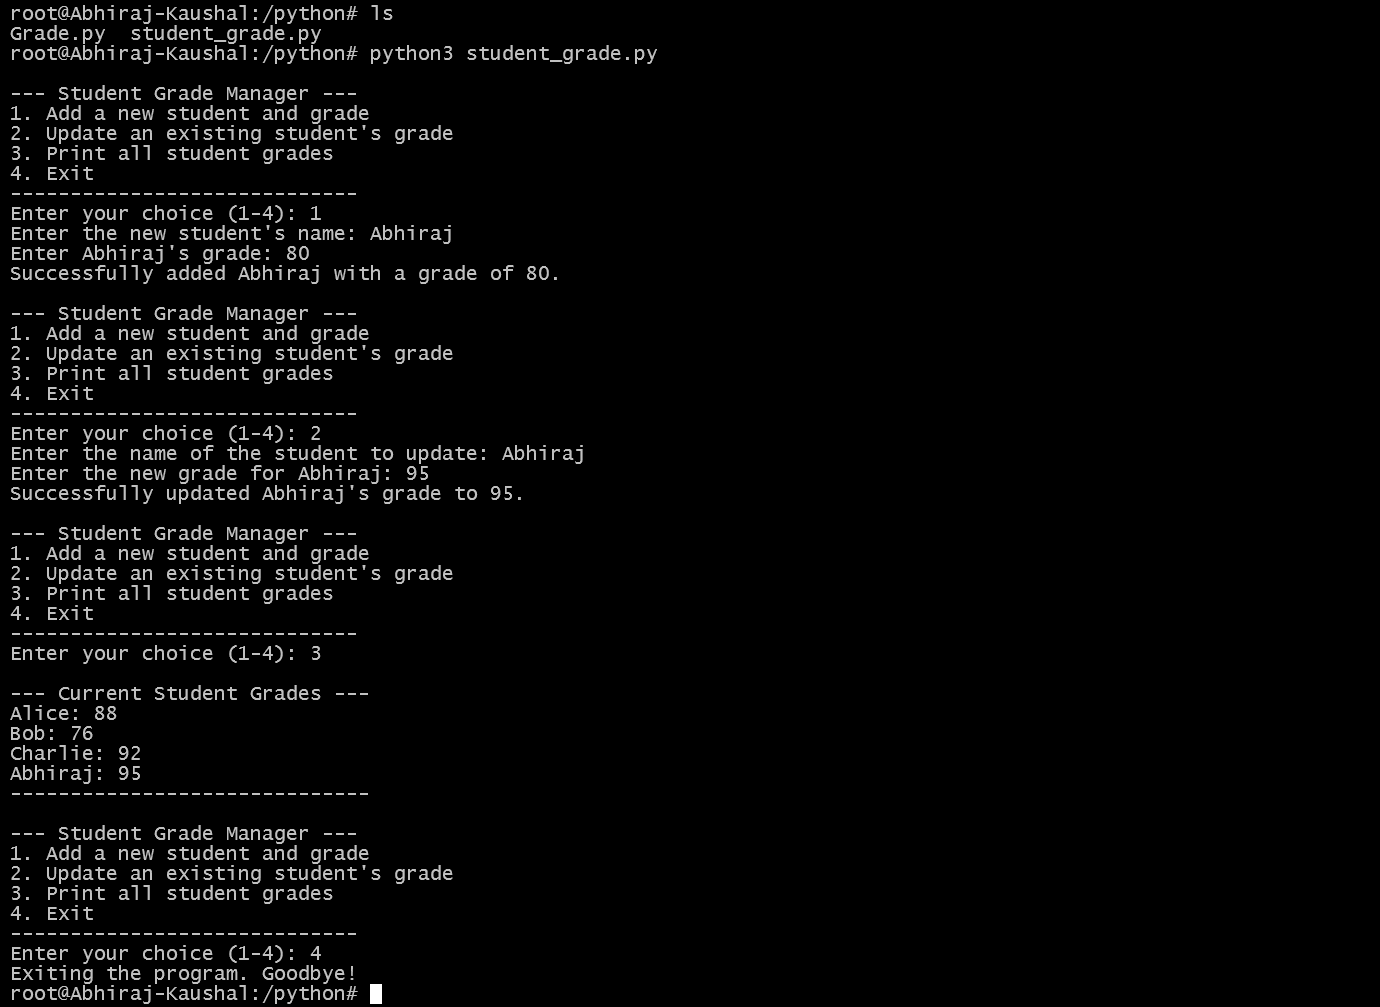 root@Abhiraj-Kaushal:/python# ls
Grade.py  student_grade.py
root@Abhiraj-Kaushal:/python# python3 student_grade.py

--- Student Grade Manager ---
1. Add a new student and grade
2. Update an existing student's grade
3. Print all student grades
4. Exit
-----------------------------
Enter your choice (1-4): 1
Enter the new student's name: Abhiraj
Enter Abhiraj's grade: 80
Successfully added Abhiraj with a grade of 80.

--- Student Grade Manager ---
1. Add a new student and grade
2. Update an existing student's grade
3. Print all student grades
4. Exit
-----------------------------
Enter your choice (1-4): 2
Enter the name of the student to update: Abhiraj
Enter the new grade for Abhiraj: 95
Successfully updated Abhiraj's grade to 95.

--- Student Grade Manager ---
1. Add a new student and grade
2. Update an existing student's grade
3. Print all student grades
4. Exit
-----------------------------
Enter your choice (1-4): 3

--- Current Student Grades ---
Alice: 88
Bob: 76
Charlie: 92
Abhiraj: 95
------------------------------

--- Student Grade Manager ---
1. Add a new student and grade
2. Update an existing student's grade
3. Print all student grades
4. Exit
-----------------------------
Enter your choice (1-4): 4
Exiting the program. Goodbye!
root@Abhiraj-Kaushal:/python#